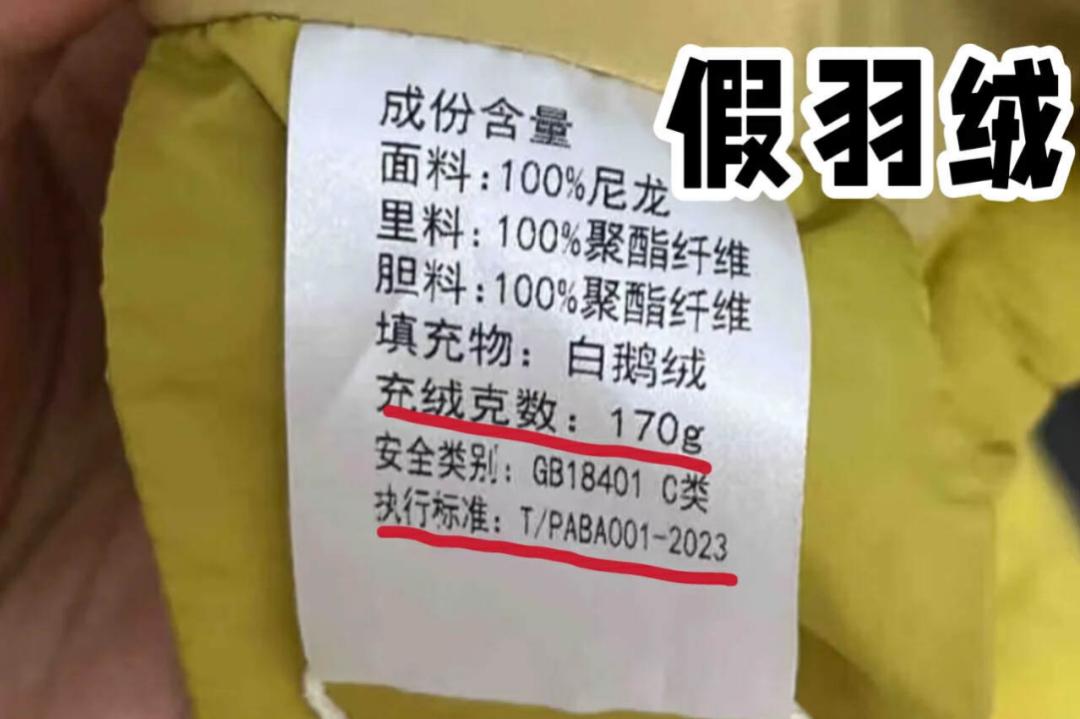 假羽绒
成份含量
面料:100%尼龙
里料:100%聚酯纤维
胆料:100%聚酯纤维
填充物: 白鹅绒
充绒克数: 170g
安全类别: GB18401 C类
执行标准: T/PABA001-2023